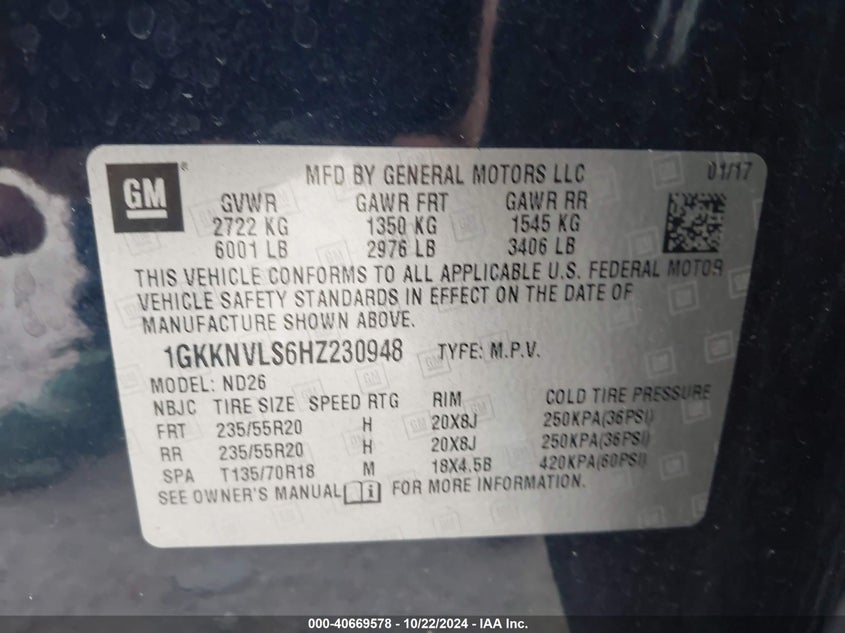 GM® MFD BY GENERAL MOTORS LLC 01/17
GVWR GAWR FRT GAWR RR
2722 KG 1350 KG 1545 KG
6001 LB 2976 LB 3406 LB
THIS VEHICLE CONFORMS TO ALL APPLICABLE U.S. FEDERAL MOTOR
VEHICLE SAFETY STANDARDS IN EFFECT ON THE DATE OF
MANUFACTURE SHOWN ABOVE.
1GKKNVLS6HZ230948 TYPE: M.P.V.
MODEL: ND26
NBJC TIRE SIZE SPEED RTG RIM COLD TIRE PRESSURE
FRT 235/55R20 H 20X8J 250KPA(36PSI)
RR 235/55R20 H 20X8J 250KPA(36PSI)
SPA T135/70R18 M 18X4.5B 420KPA(60PSI)
SEE OWNER'S MANUAL FOR MORE INFORMATION.
000-40669578 - 10/22/2024 - IAA Inc.